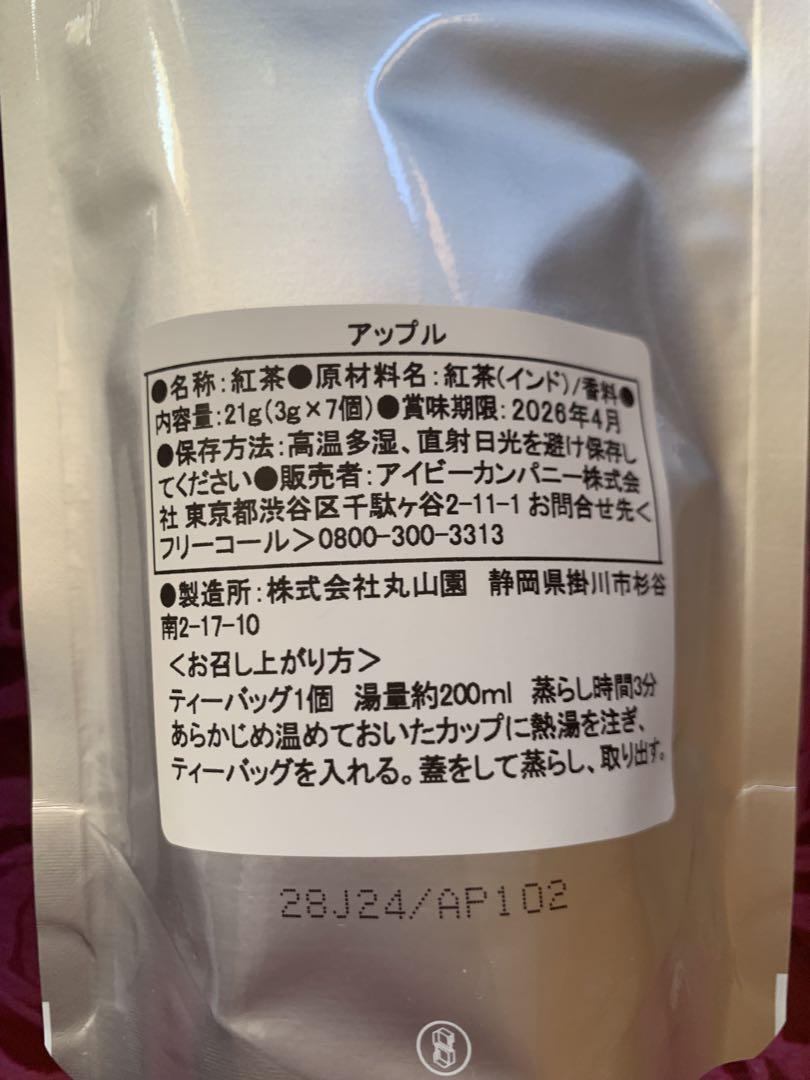 アップル
●名称:紅茶●原材料名:紅茶(インド)/香料●
内容量:21g(3g×7個)●賞味期限:2026年4月
●保存方法:高温多湿、直射日光を避け保存し
てください●販売者:アイビーカンパニー株式会
社 東京都渋谷区千駄ヶ谷2-11-1 お問合せ先<
フリーコール>0800-300-3313
●製造所:株式会社丸山園 静岡県掛川市杉谷
南2-17-10
<お召し上がり方>
ティーバッグ1個 湯量約200ml 蒸らし時間3分
あらかじめ温めておいたカップに熱湯を注ぎ、
ティーバッグを入れる。蓋をして蒸らし、取り出す。
28J24/AP102